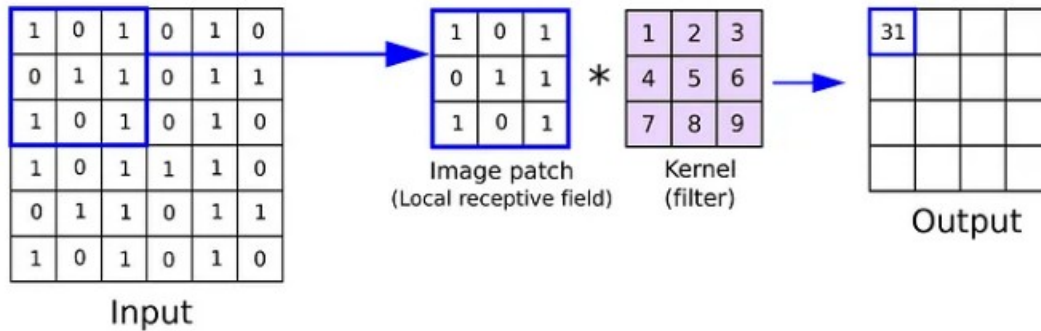 1 0 1 0 1 0
0 1 1 0 1 1
1 0 1 0 1 0
1 0 1 1 1 0
0 1 1 0 1 1
1 0 1 0 1 0
Input
1 0 1
0 1 1
1 0 1
Image patch
(Local receptive field)
*
1 2 3
4 5 6
7 8 9
Kernel
(filter)
31
Output